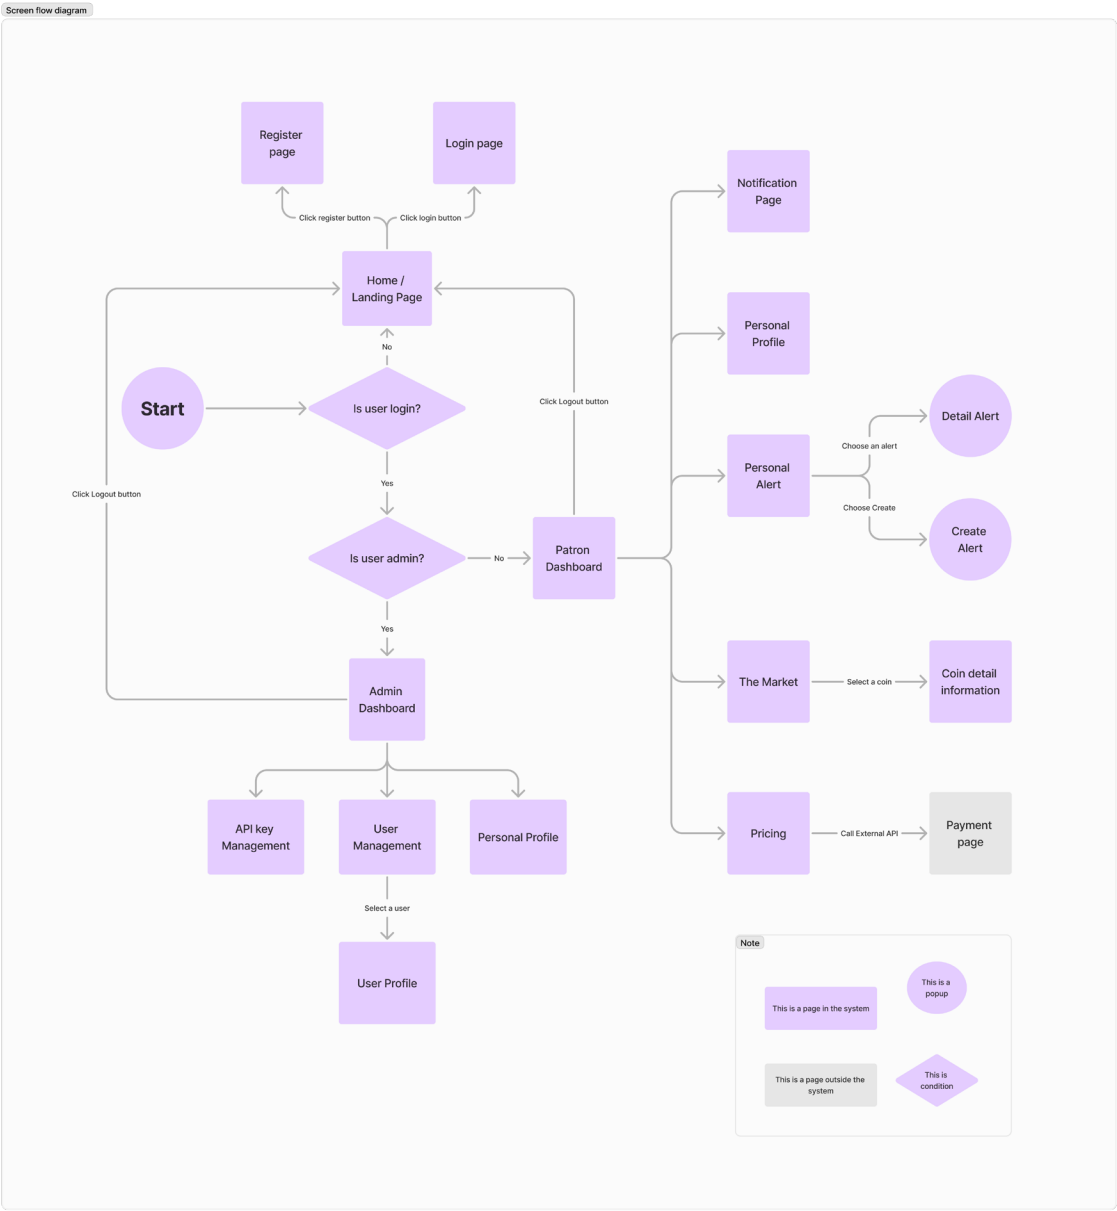 Screen flow diagram
Register
page
Login page
Click register button
Click login button
Home /
Landing Page
No
Start
Is user login?
Click Logout button
Yes
Click Logout button
Is user admin?
No
Patron
Dashboard
Yes
Admin
Dashboard
API key
Management
User
Management
Personal Profile
Select a user
User Profile
Notification
Page
Personal
Profile
Personal
Alert
Choose an alert
Detail Alert
Choose Create
Create
Alert
The Market
Select a coin
Coin detail
information
Pricing
Call External API
Payment
page
Note
This is a page in the system
This is a
popup
This is a page outside the
system
This is
condition